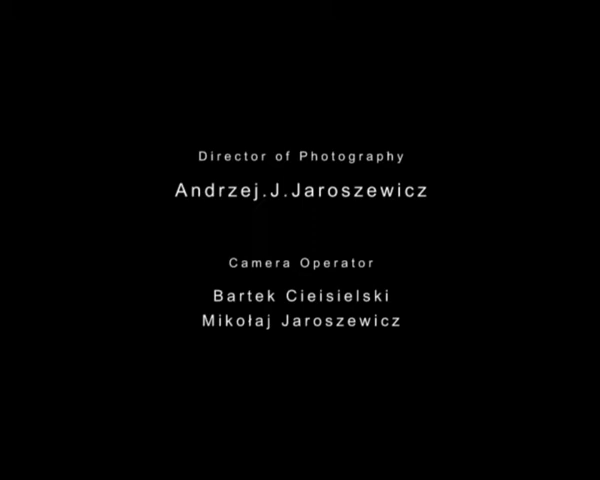 Director of Photography
Andrzej.J.Jaroszewicz
Camera Operator
Bartek Cieisielski
Mikołaj Jaroszewicz